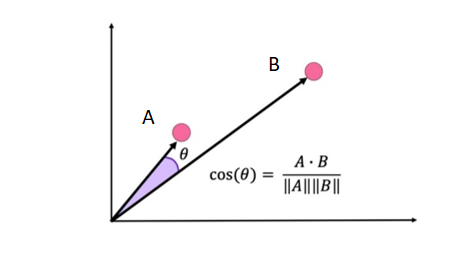 B
A
θ
cos(θ) = A · B / ‖A‖‖B‖